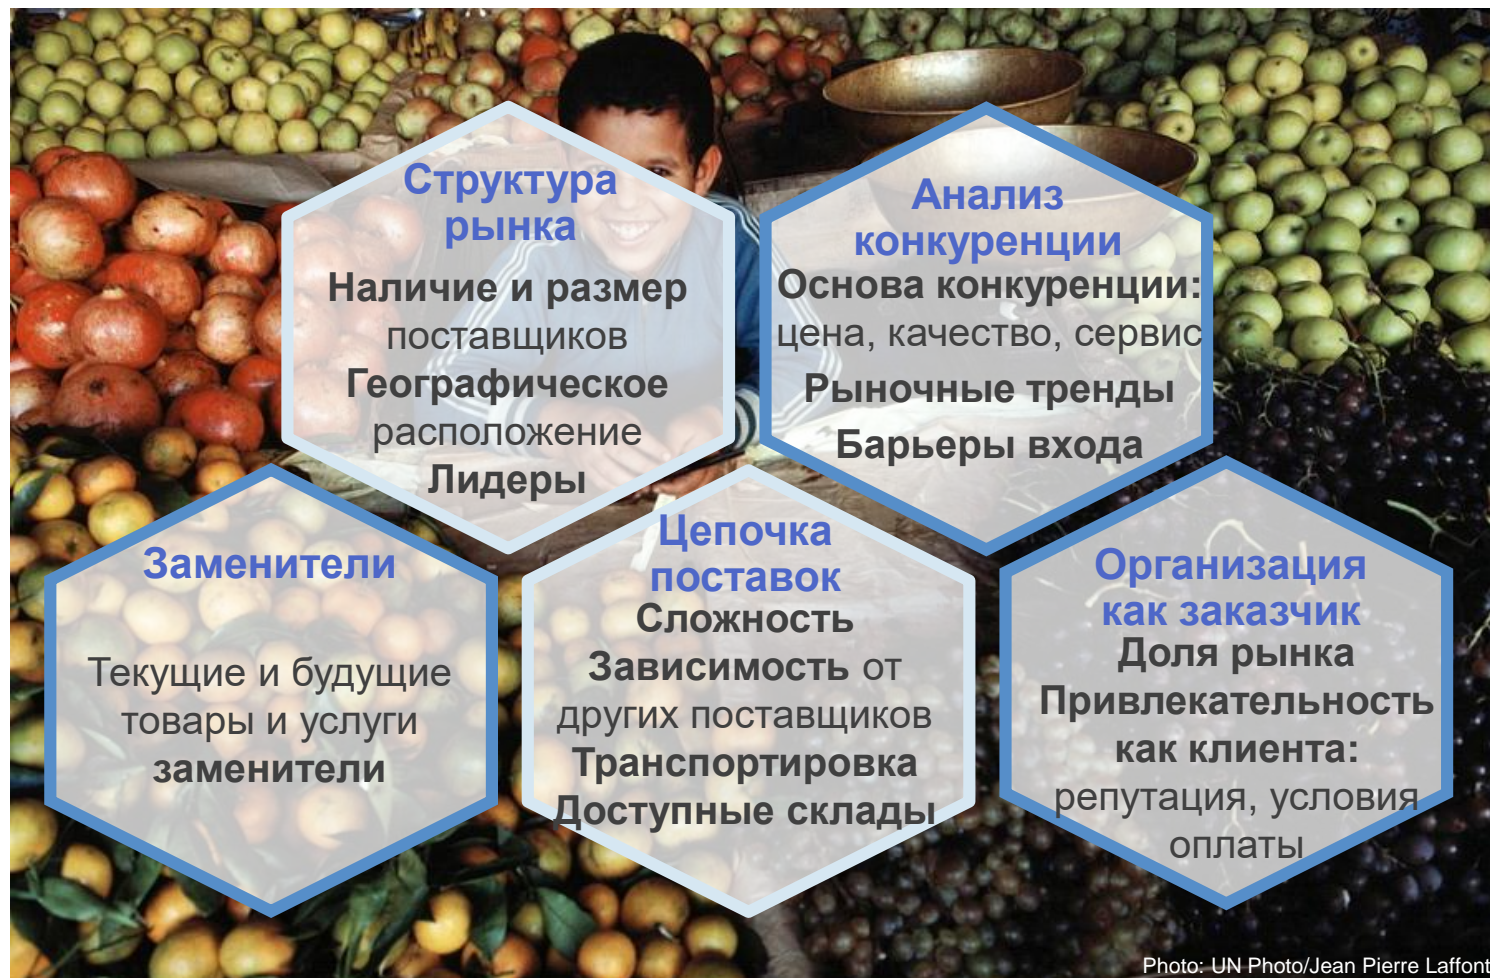 Структура
рынка
Наличие и размер
поставщиков
Географическое
расположение
Лидеры
Анализ
конкуренции
Основа конкуренции:
цена, качество, сервис
Рыночные тренды
Барьеры входа
Заменители
Текущие и будущие
товары и услуги
заменители
Цепочка
поставок
Сложность
Зависимость от
других поставщиков
Транспортировка
Доступные склады
Организация
как заказчик
Доля рынка
Привлекательность
как клиента:
репутация, условия
оплаты
Photo: UN Photo/Jean Pierre Laffont